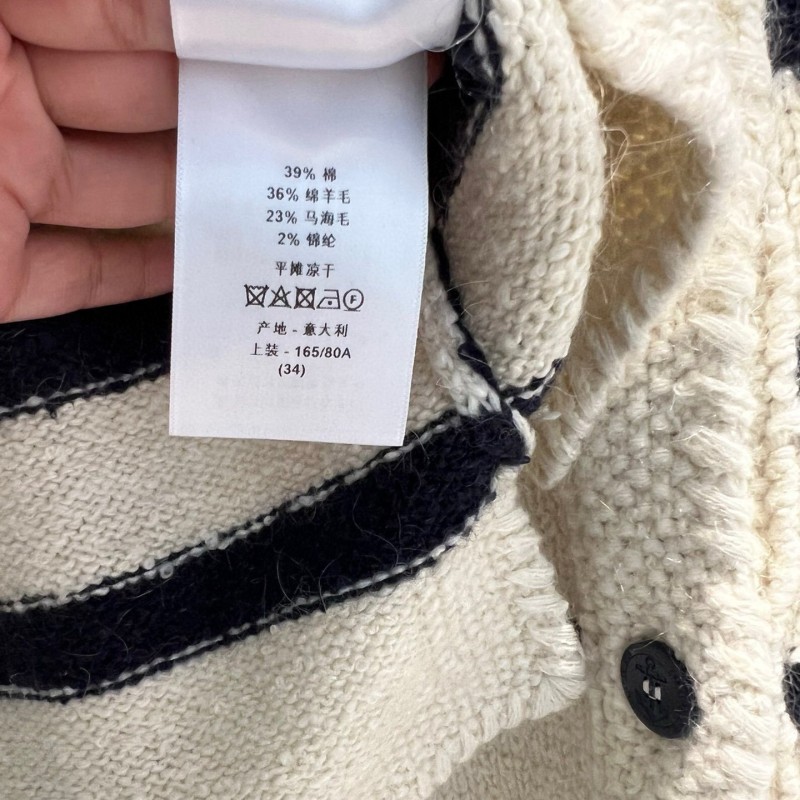 39% 棉
36% 绵羊毛
23% 马海毛
2% 锦纶
平摊凉干
F
产地 - 意大利
上装 - 165/80A
(34)